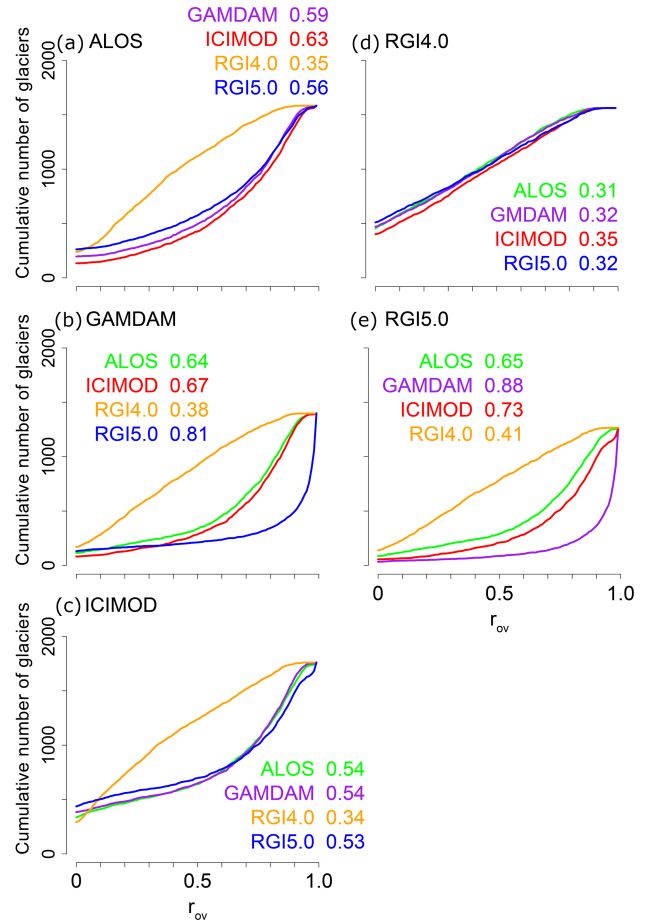 (a) ALOS
GAMDAM 0.59
ICIMOD 0.63
RGI4.0 0.35
RGI5.0 0.56
Cumulative number of glaciers
0
1000
2000
(d) RGI4.0
ALOS 0.31
GMDAM 0.32
ICIMOD 0.35
RGI5.0 0.32
(b) GAMDAM
ALOS 0.64
ICIMOD 0.67
RGI4.0 0.38
RGI5.0 0.81
Cumulative number of glaciers
0
1000
2000
(e) RGI5.0
ALOS 0.65
GAMDAM 0.88
ICIMOD 0.73
RGI4.0 0.41
0 0.5 1.0
rov
(c) ICIMOD
ALOS 0.54
GAMDAM 0.54
RGI4.0 0.34
RGI5.0 0.53
Cumulative number of glaciers
0
1000
2000
0 0.5 1.0
rov